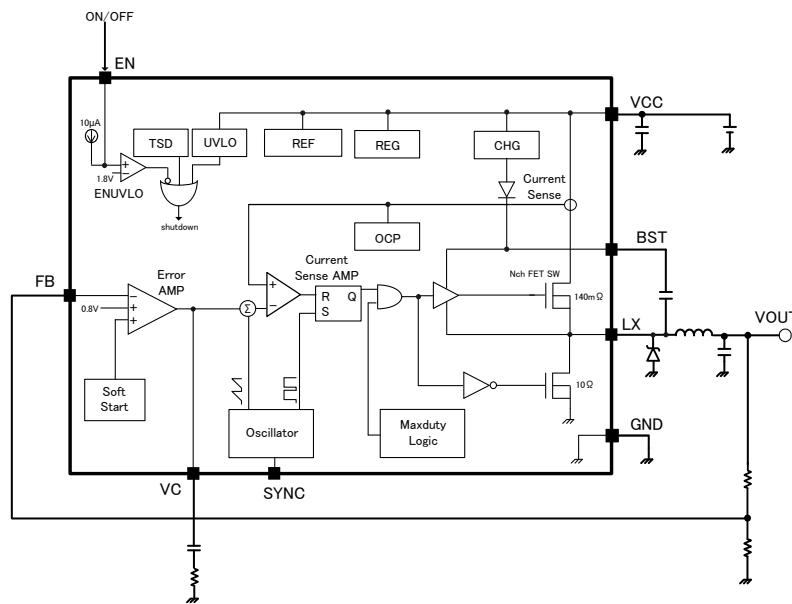 ON/OFF
EN
10μA
TSD
UVLO
REF
REG
CHG
VCC
1.8V
ENUVLO
shutdown
Current
Sense
OCP
BST
FB
Error
AMP
Current
Sense AMP
Nch FET SW
140mΩ
0.8V
Σ
R Q
S
LX
VOUT
Soft
Start
Oscillator
Maxduty
Logic
10Ω
GND
VC
SYNC